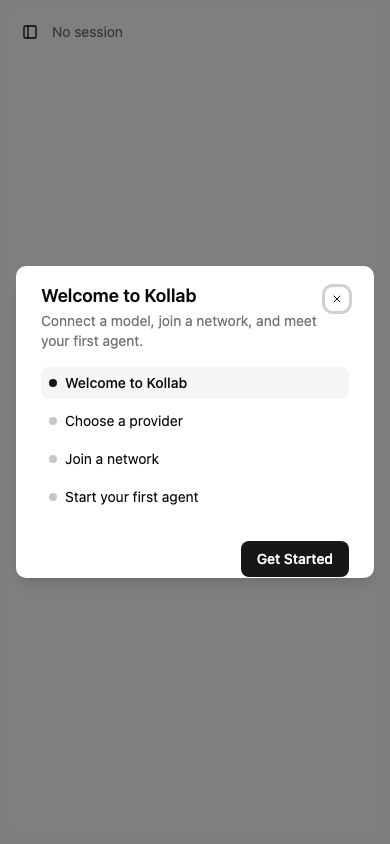 No session
Welcome to Kollab
Connect a model, join a network, and meet
your first agent.
Welcome to Kollab
Choose a provider
Join a network
Start your first agent
Get Started